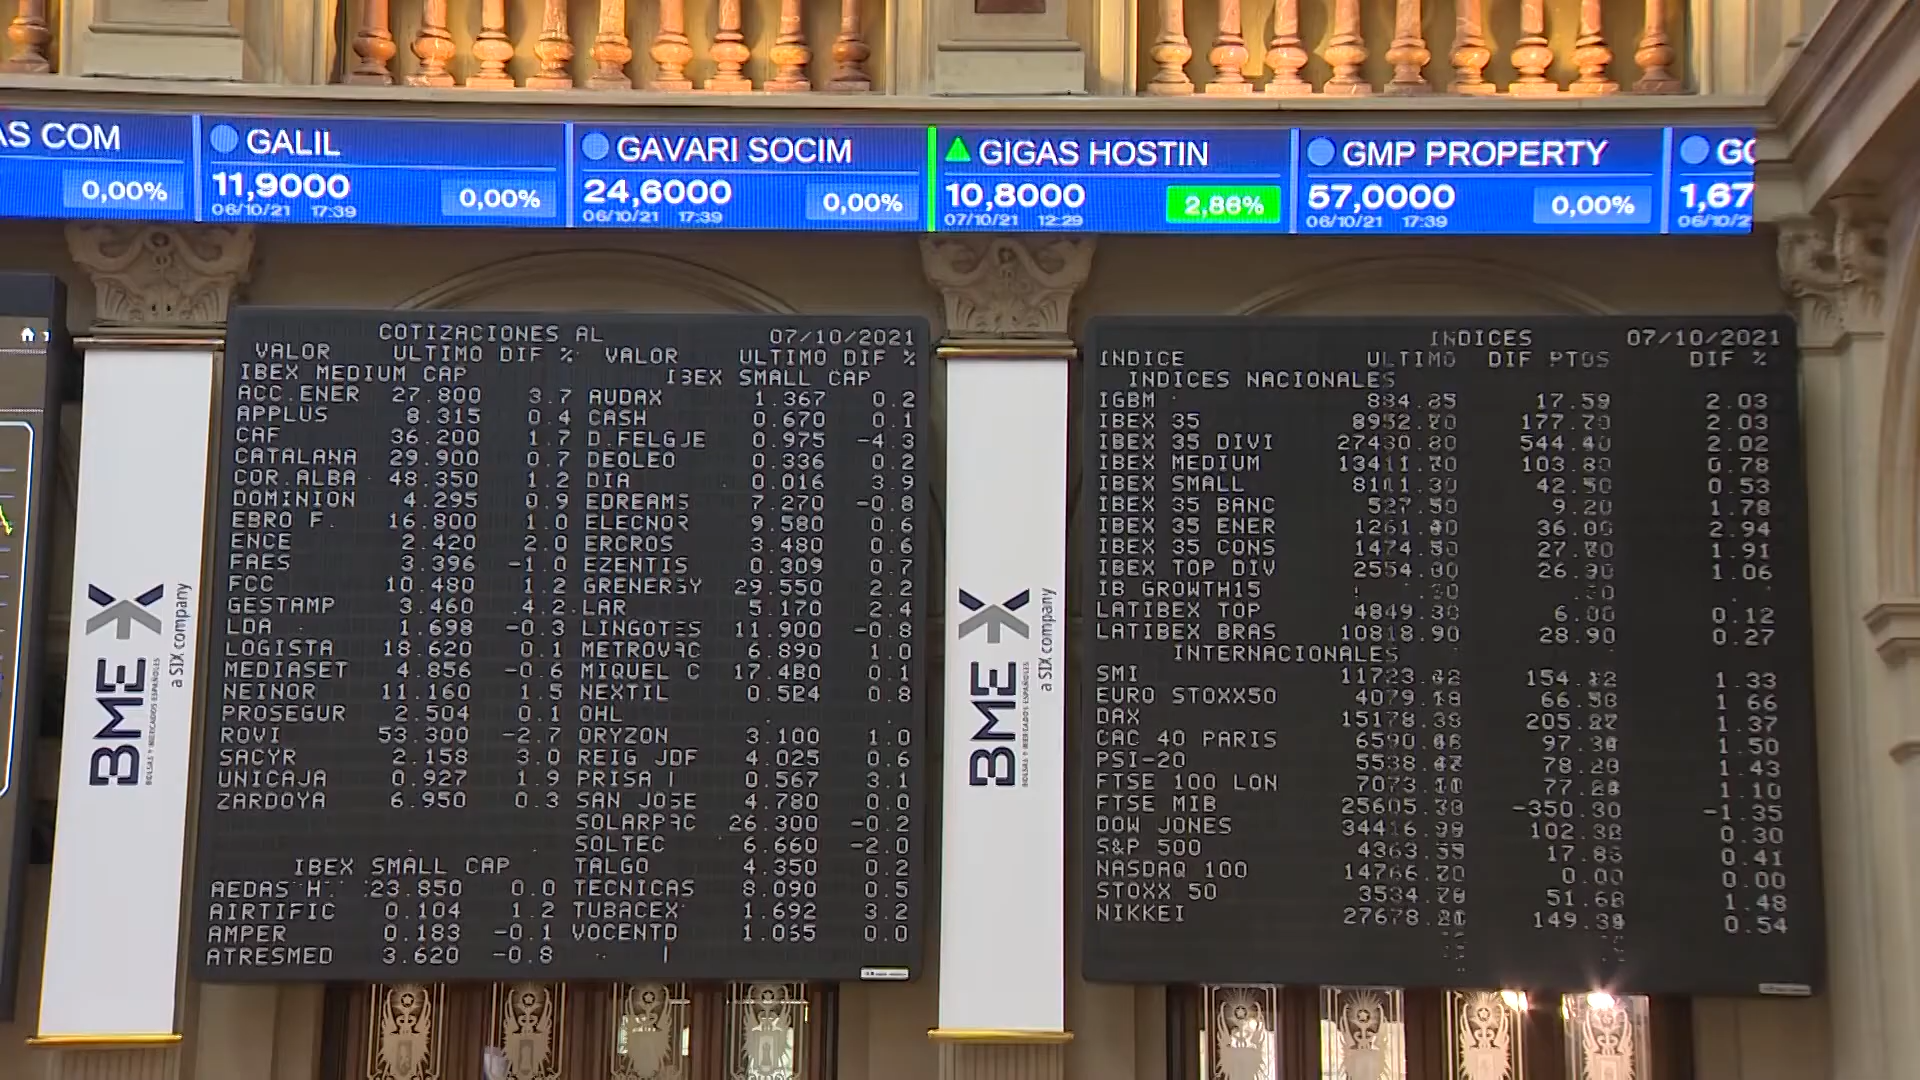 AS COM
0,00%
GALIL
11,9000 0,00%
06/10/21 17:39
GAVARI SOCIM
24,6000 0,00%
06/10/21 17:39
GIGAS HOSTIN
10,8000 2,86%
07/10/21 12:29
GMP PROPERTY
57,0000 0,00%
06/10/21 17:39
1,67
06/10/2
COTIZACIONES AL 07/10/2021
VALOR ULTIMO DIF % VALOR ULTIMO DIF %
IBEX MEDIUM CAP IBEX SMALL CAP
ACC.ENER 27.800 3.7 AUDAX 1.367 0.2
APPLUS 8.315 0.4 CASH 0.670 0.1
CAF 36.200 1.7 D.FELGUE 0.975 -4.3
CATALANA 29.900 0.7 DEOLEO 0.336 0.2
COR.ALBA 48.350 1.2 DIA 0.016 3.9
DOMINION 4.295 0.9 EDREAMS 7.270 -0.8
EBRO F. 16.800 1.0 ELECNOR 9.580 0.6
ENCE 2.420 2.0 ERCROS 3.480 0.6
FAES 3.396 -1.0 EZENTIS 0.309 0.7
FCC 10.480 1.2 GRENERGY 29.550 2.2
GESTAMP 3.460 4.2 LAR 5.170 2.4
LDA 1.698 -0.3 LINGOTES 11.900 -0.8
LOGISTA 18.620 0.1 METROVAC 6.890 1.0
MEDIASET 4.856 -0.6 MIQUEL C 17.480 0.1
NEINOR 11.160 1.5 NEXTIL 0.524 0.8
PROSEGUR 2.504 0.1 OHL
ROVI 53.300 -2.7 ORYZON 3.100 1.0
SACYR 2.158 3.0 REIG JOF 4.025 0.6
UNICAJA 0.927 1.9 PRISA 0.567 3.1
ZARDOYA 6.950 0.3 SAN JOSE 4.780 0.0
SOLARPAC 26.300 -0.2
SOLTEC 6.660 -2.0
IBEX SMALL CAP TALGO 4.350 0.2
AEDAS H 23.850 0.0 TECNICAS 8.090 0.5
AIRTIFIC 0.104 1.2 TUBACEX 1.692 3.2
AMPER 0.183 -0.1 VOCENTO 1.065 0.0
ATRESMED 3.620 -0.8
INDICES 07/10/2021
INDICE ULTIMO DIF PTOS DIF %
INDICES NACIONALES
IGBM 17.59 2.03
IBEX 35 2.03
IBEX 35 DIVI 544.40 2.02
IBEX MEDIUM 103.80 0.78
IBEX SMALL 42.50 0.53
IBEX 35 BANC 527.50 9.20 1.78
IBEX 35 ENER 36.00 2.94
IBEX 35 CONS 1.91
IBEX TOP DIV 1.06
IB GROWTH15
LATIBEX TOP 4849.30 6.00 0.12
LATIBEX BRAS 10818.90 28.90 0.27
INTERNACIONALES
SMI 1.33
EURO STOXX50 1 66
DAX 1.37
CAC 40 PARIS 1.50
PSI-20 78.20 1.43
FTSE 100 LON 1.10
FTSE MIB -350.30 -1.35
DOW JONES 0.30
S&P 500 0.41
NASDAQ 100 0.00 0.00
STOXX 50 1.48
NIKKEI 0.54
BME X
BOLSAS Y MERCADOS ESPAÑOLES
a SIX company
BME X
BOLSAS Y MERCADOS ESPAÑOLES
a SIX company